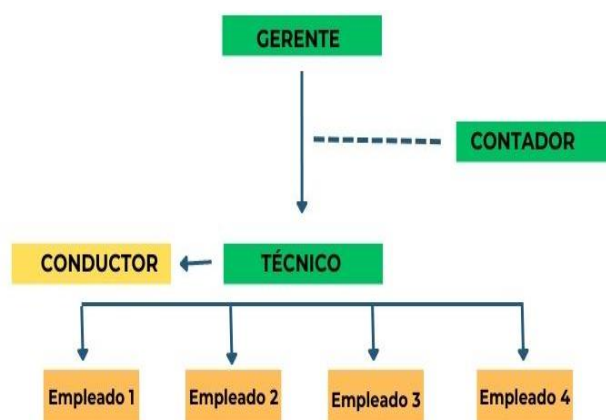 GERENTE
CONTADOR
CONDUCTOR
TÉCNICO
Empleado 1
Empleado 2
Empleado 3
Empleado 4